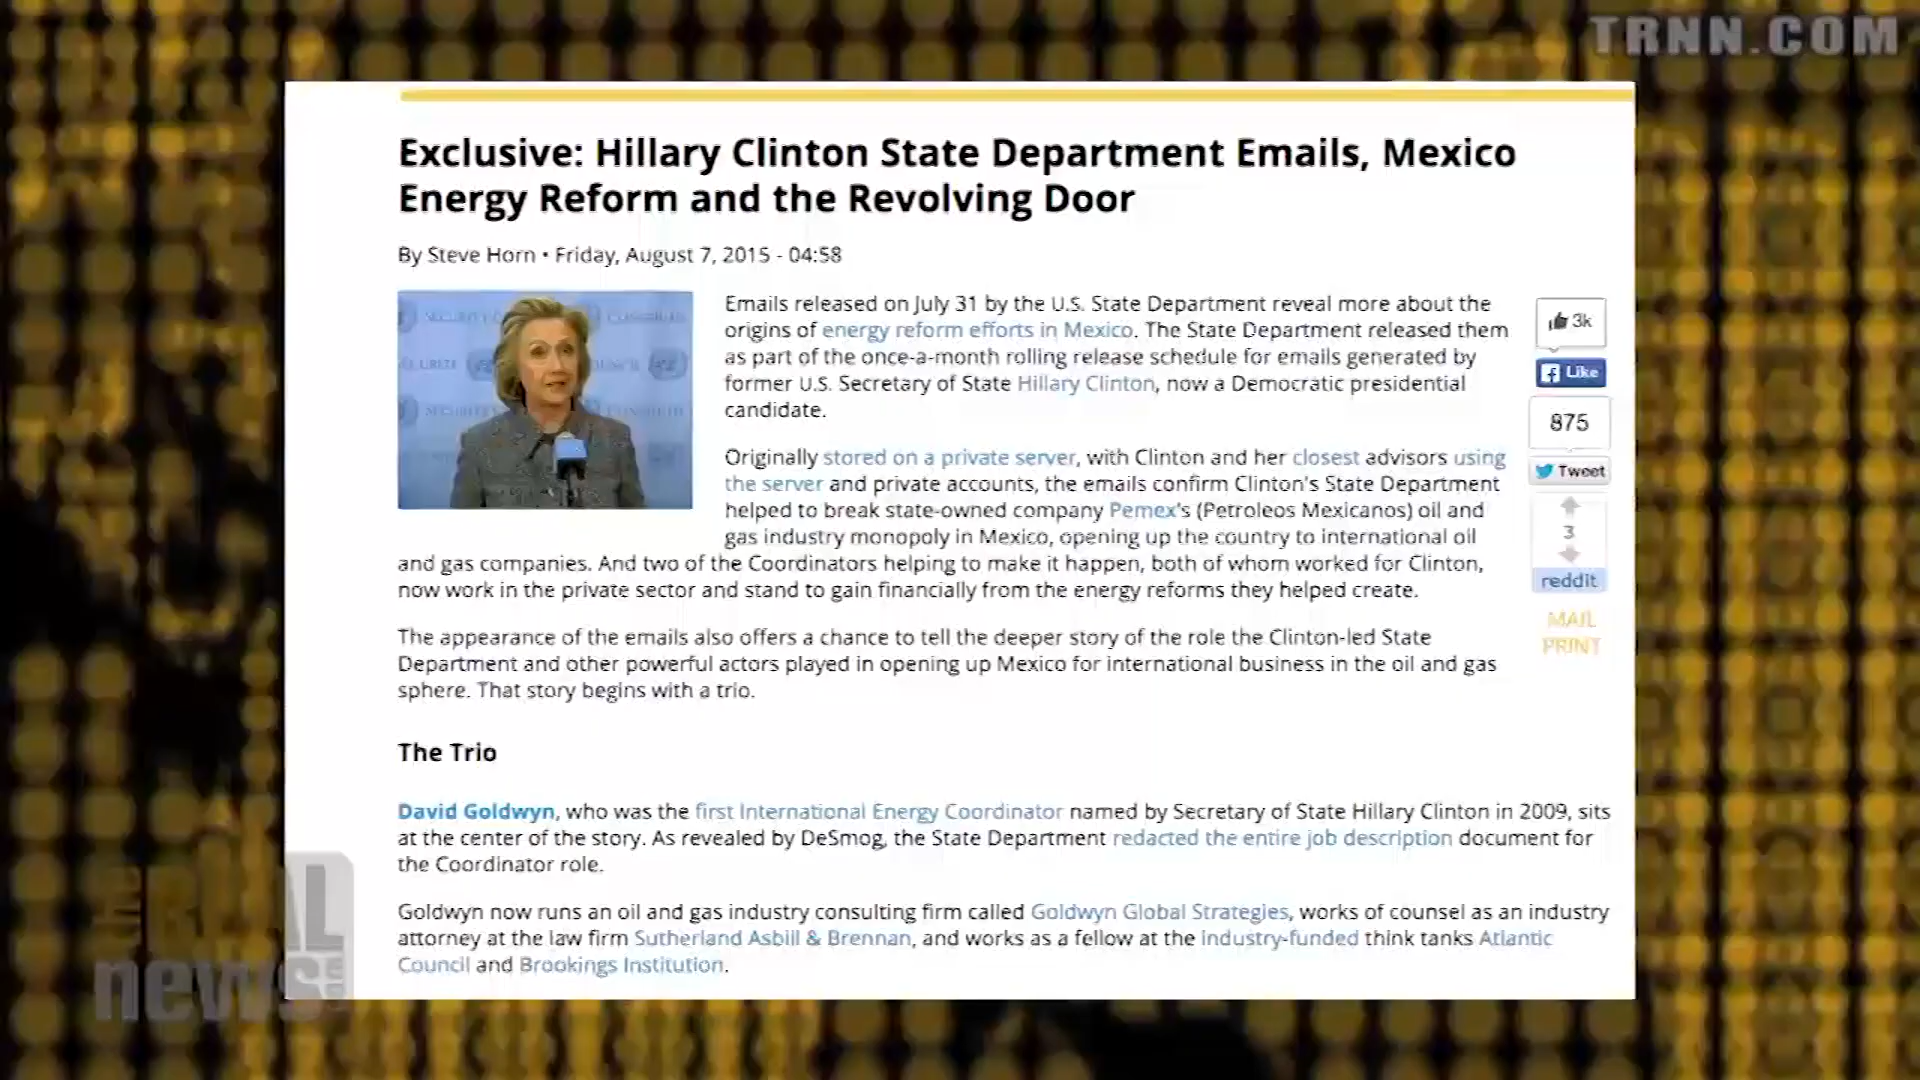 TRNN.COM
Exclusive: Hillary Clinton State Department Emails, Mexico
Energy Reform and the Revolving Door
By Steve Horn • Friday, August 7, 2015 - 04:58
Emails released on July 31 by the U.S. State Department reveal more about the
origins of energy reform efforts in Mexico. The State Department released them
as part of the once-a-month rolling release schedule for emails generated by
former U.S. Secretary of State Hillary Clinton, now a Democratic presidential
candidate.
Originally stored on a private server, with Clinton and her closest advisors using
the server and private accounts, the emails confirm Clinton's State Department
helped to break state-owned company Pemex's (Petroleos Mexicanos) oil and
gas industry monopoly in Mexico, opening up the country to international oil
and gas companies. And two of the Coordinators helping to make it happen, both of whom worked for Clinton,
now work in the private sector and stand to gain financially from the energy reforms they helped create.
The appearance of the emails also offers a chance to tell the deeper story of the role the Clinton-led State
Department and other powerful actors played in opening up Mexico for international business in the oil and gas
sphere. That story begins with a trio.
The Trio
David Goldwyn, who was the first International Energy Coordinator named by Secretary of State Hillary Clinton in 2009, sits
at the center of the story. As revealed by DeSmog, the State Department redacted the entire job description document for
the Coordinator role.
Goldwyn now runs an oil and gas industry consulting firm called Goldwyn Global Strategies, works of counsel as an industry
attorney at the law firm Sutherland Asbill & Brennan, and works as a fellow at the industry-funded think tanks Atlantic
Council and Brookings Institution.
3k
Like
875
Tweet
3
reddit
MAIL
PRINT
the
REAL
news